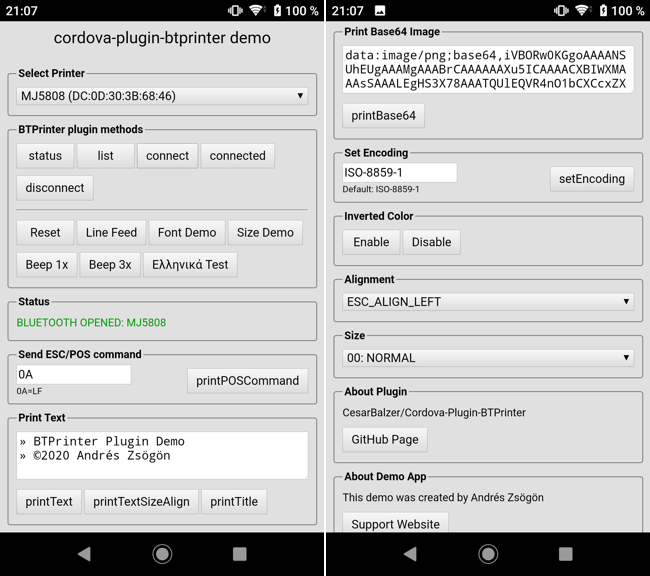 21:07
100 %
cordova-plugin-btprinter demo
Select Printer
MJ5808 (DC:0D:30:3B:68:46)
BTPrinter plugin methods
status list connect connected
disconnect
Reset Line Feed Font Demo Size Demo
Beep 1x Beep 3x Ελληνικά Test
Status
BLUETOOTH OPENED: MJ5808
Send ESC/POS command
0A
printPOSCommand
0A=LF
Print Text
» BTPrinter Plugin Demo
» ©2020 Andrés Zsögön
printText printTextSizeAlign printTitle
21:07
100 %
Print Base64 Image
data:image/png;base64,iVBORw0KGgoAAAANS
UhEUgAAAMgAAABrCAAAAAAXu5ICAAAACXBIWXMA
AAsSAAALEgHS3X78AAATQUlEQVR4nO1bCXCcxZX
printBase64
Set Encoding
ISO-8859-1
setEncoding
Default: ISO-8859-1
Inverted Color
Enable Disable
Alignment
ESC_ALIGN_LEFT
Size
00: NORMAL
About Plugin
CesarBalzer/Cordova-Plugin-BTPrinter
GitHub Page
About Demo App
This demo was created by Andrés Zsögön
Support Website